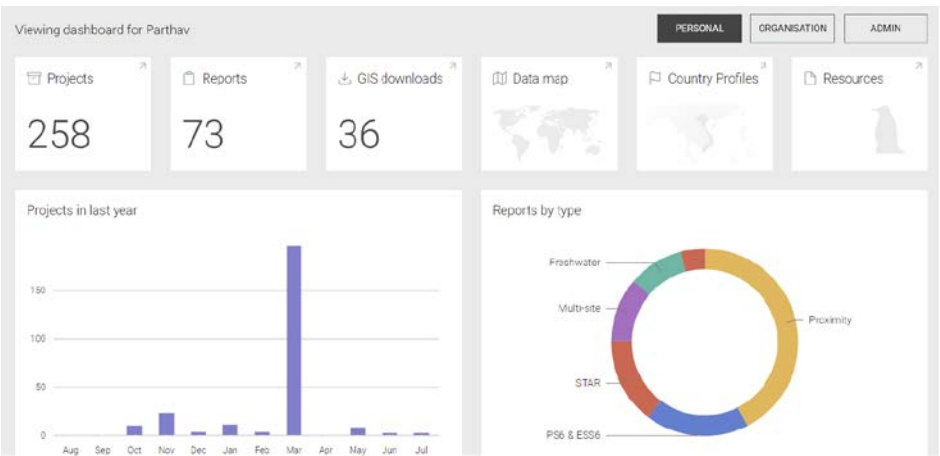 Viewing dashboard for Parthav
PERSONAL
ORGANISATION
ADMIN
Projects
Reports
GIS downloads
Data map
Country Profiles
Resources
258
73
36
Projects in last year
Reports by type
150
100
50
0
Aug Sep Oct Nov Dec Jan Feb Mar Apr May Jun Jul
Freshwater
Multi-site
Proximity
STAR
PS6 & ESS6